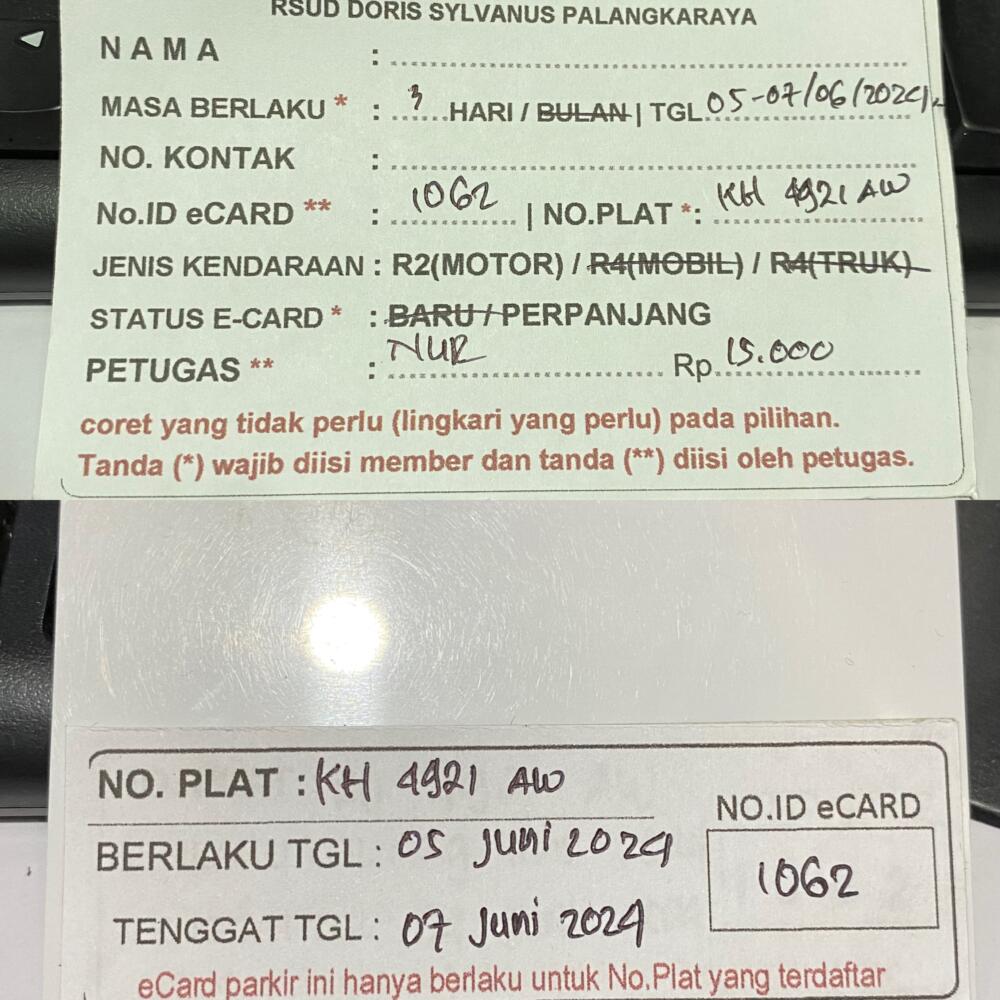 RSUD DORIS SYLVANUS PALANGKARAYA
NAMA :
MASA BERLAKU * : 3 HARI / BULAN | TGL 05-07/06/2024
NO. KONTAK :
No.ID eCARD ** : 1062 | NO.PLAT *: KH 4921 AW
JENIS KENDARAAN : R2(MOTOR) / R4(MOBIL) / R4(TRUK)
STATUS E-CARD * : BARU / PERPANJANG
PETUGAS ** : NUR Rp. 15.000
coret yang tidak perlu (lingkari yang perlu) pada pilihan.
Tanda (*) wajib diisi member dan tanda (**) diisi oleh petugas.
NO. PLAT : KH 4921 AW
NO.ID eCARD
BERLAKU TGL : 05 Juni 2024
1062
TENGGAT TGL : 07 Juni 2024
eCard parkir ini hanya berlaku untuk No.Plat yang terdaftar